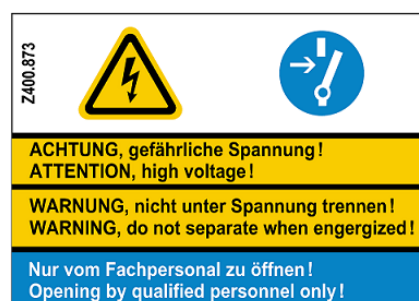 Z400.873
ACHTUNG, gefährliche Spannung!
ATTENTION, high voltage!
WARNUNG, nicht unter Spannung trennen!
WARNING, do not separate when engergized!
Nur vom Fachpersonal zu öffnen!
Opening by qualified personnel only!